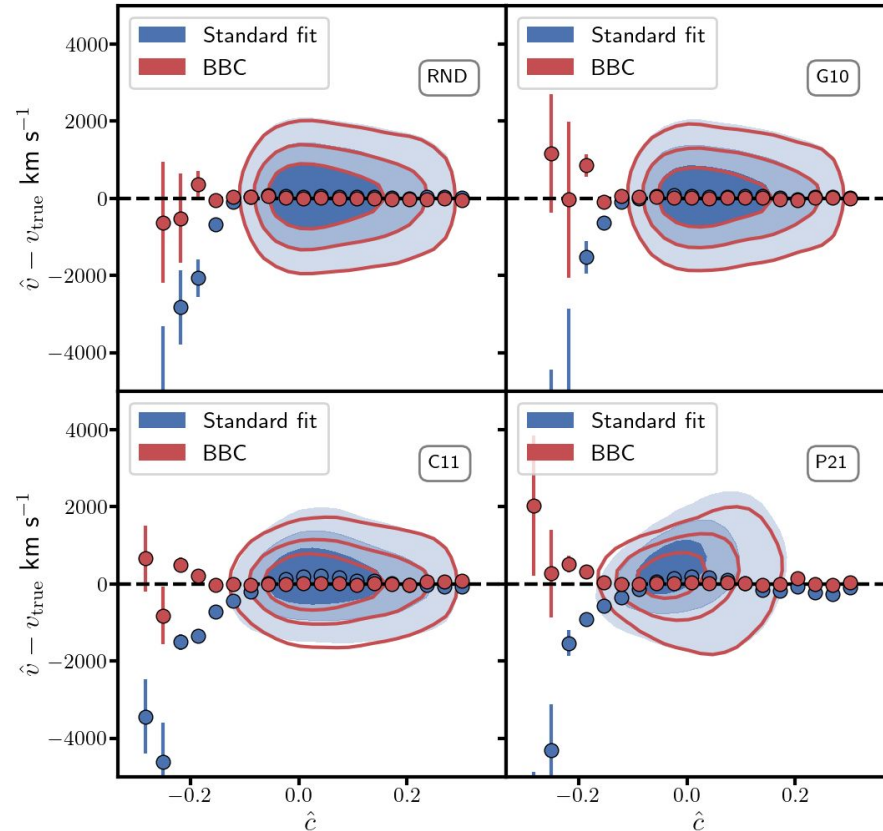 Standard fit
BBC
RND
Standard fit
BBC
G10
4000
2000
0
−2000
−4000
v̂ − v_true km s⁻¹
Standard fit
BBC
C11
Standard fit
BBC
P21
4000
2000
0
−2000
−4000
v̂ − v_true km s⁻¹
−0.2
0.0
0.2
ĉ
−0.2
0.0
0.2
ĉ